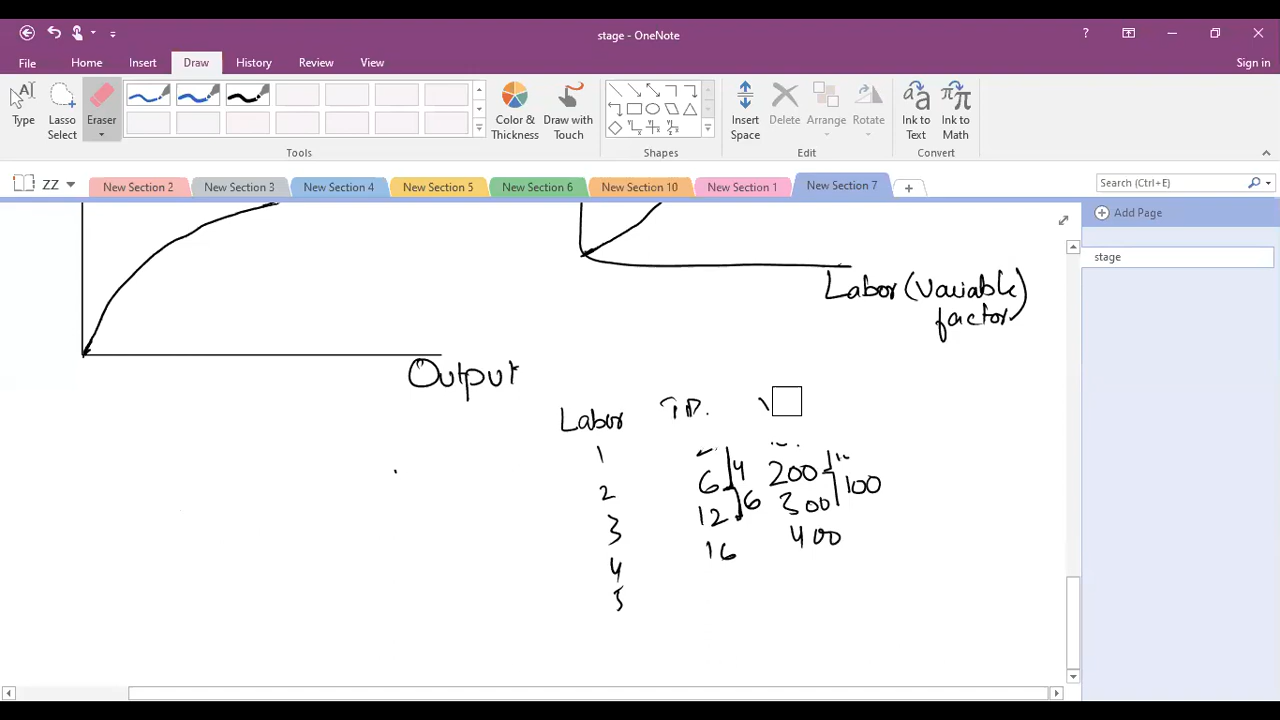 stage - OneNote
? 
File Home Insert Draw History Review View Sign in
Type
Lasso Select
Eraser
Color & Thickness
Draw with Touch
Insert Space
Delete
Arrange
Rotate
Ink to Text
Ink to Math
Tools Shapes Edit Convert
ZZ New Section 2 New Section 3 New Section 4 New Section 5 New Section 6 New Section 10 New Section 1 New Section 7
Search (Ctrl+E)
Add Page
stage
Labor (variable)
factor
Output
Labor T.P.
1
6 4 200
2 6 100
12 300
3
16 400
4
5